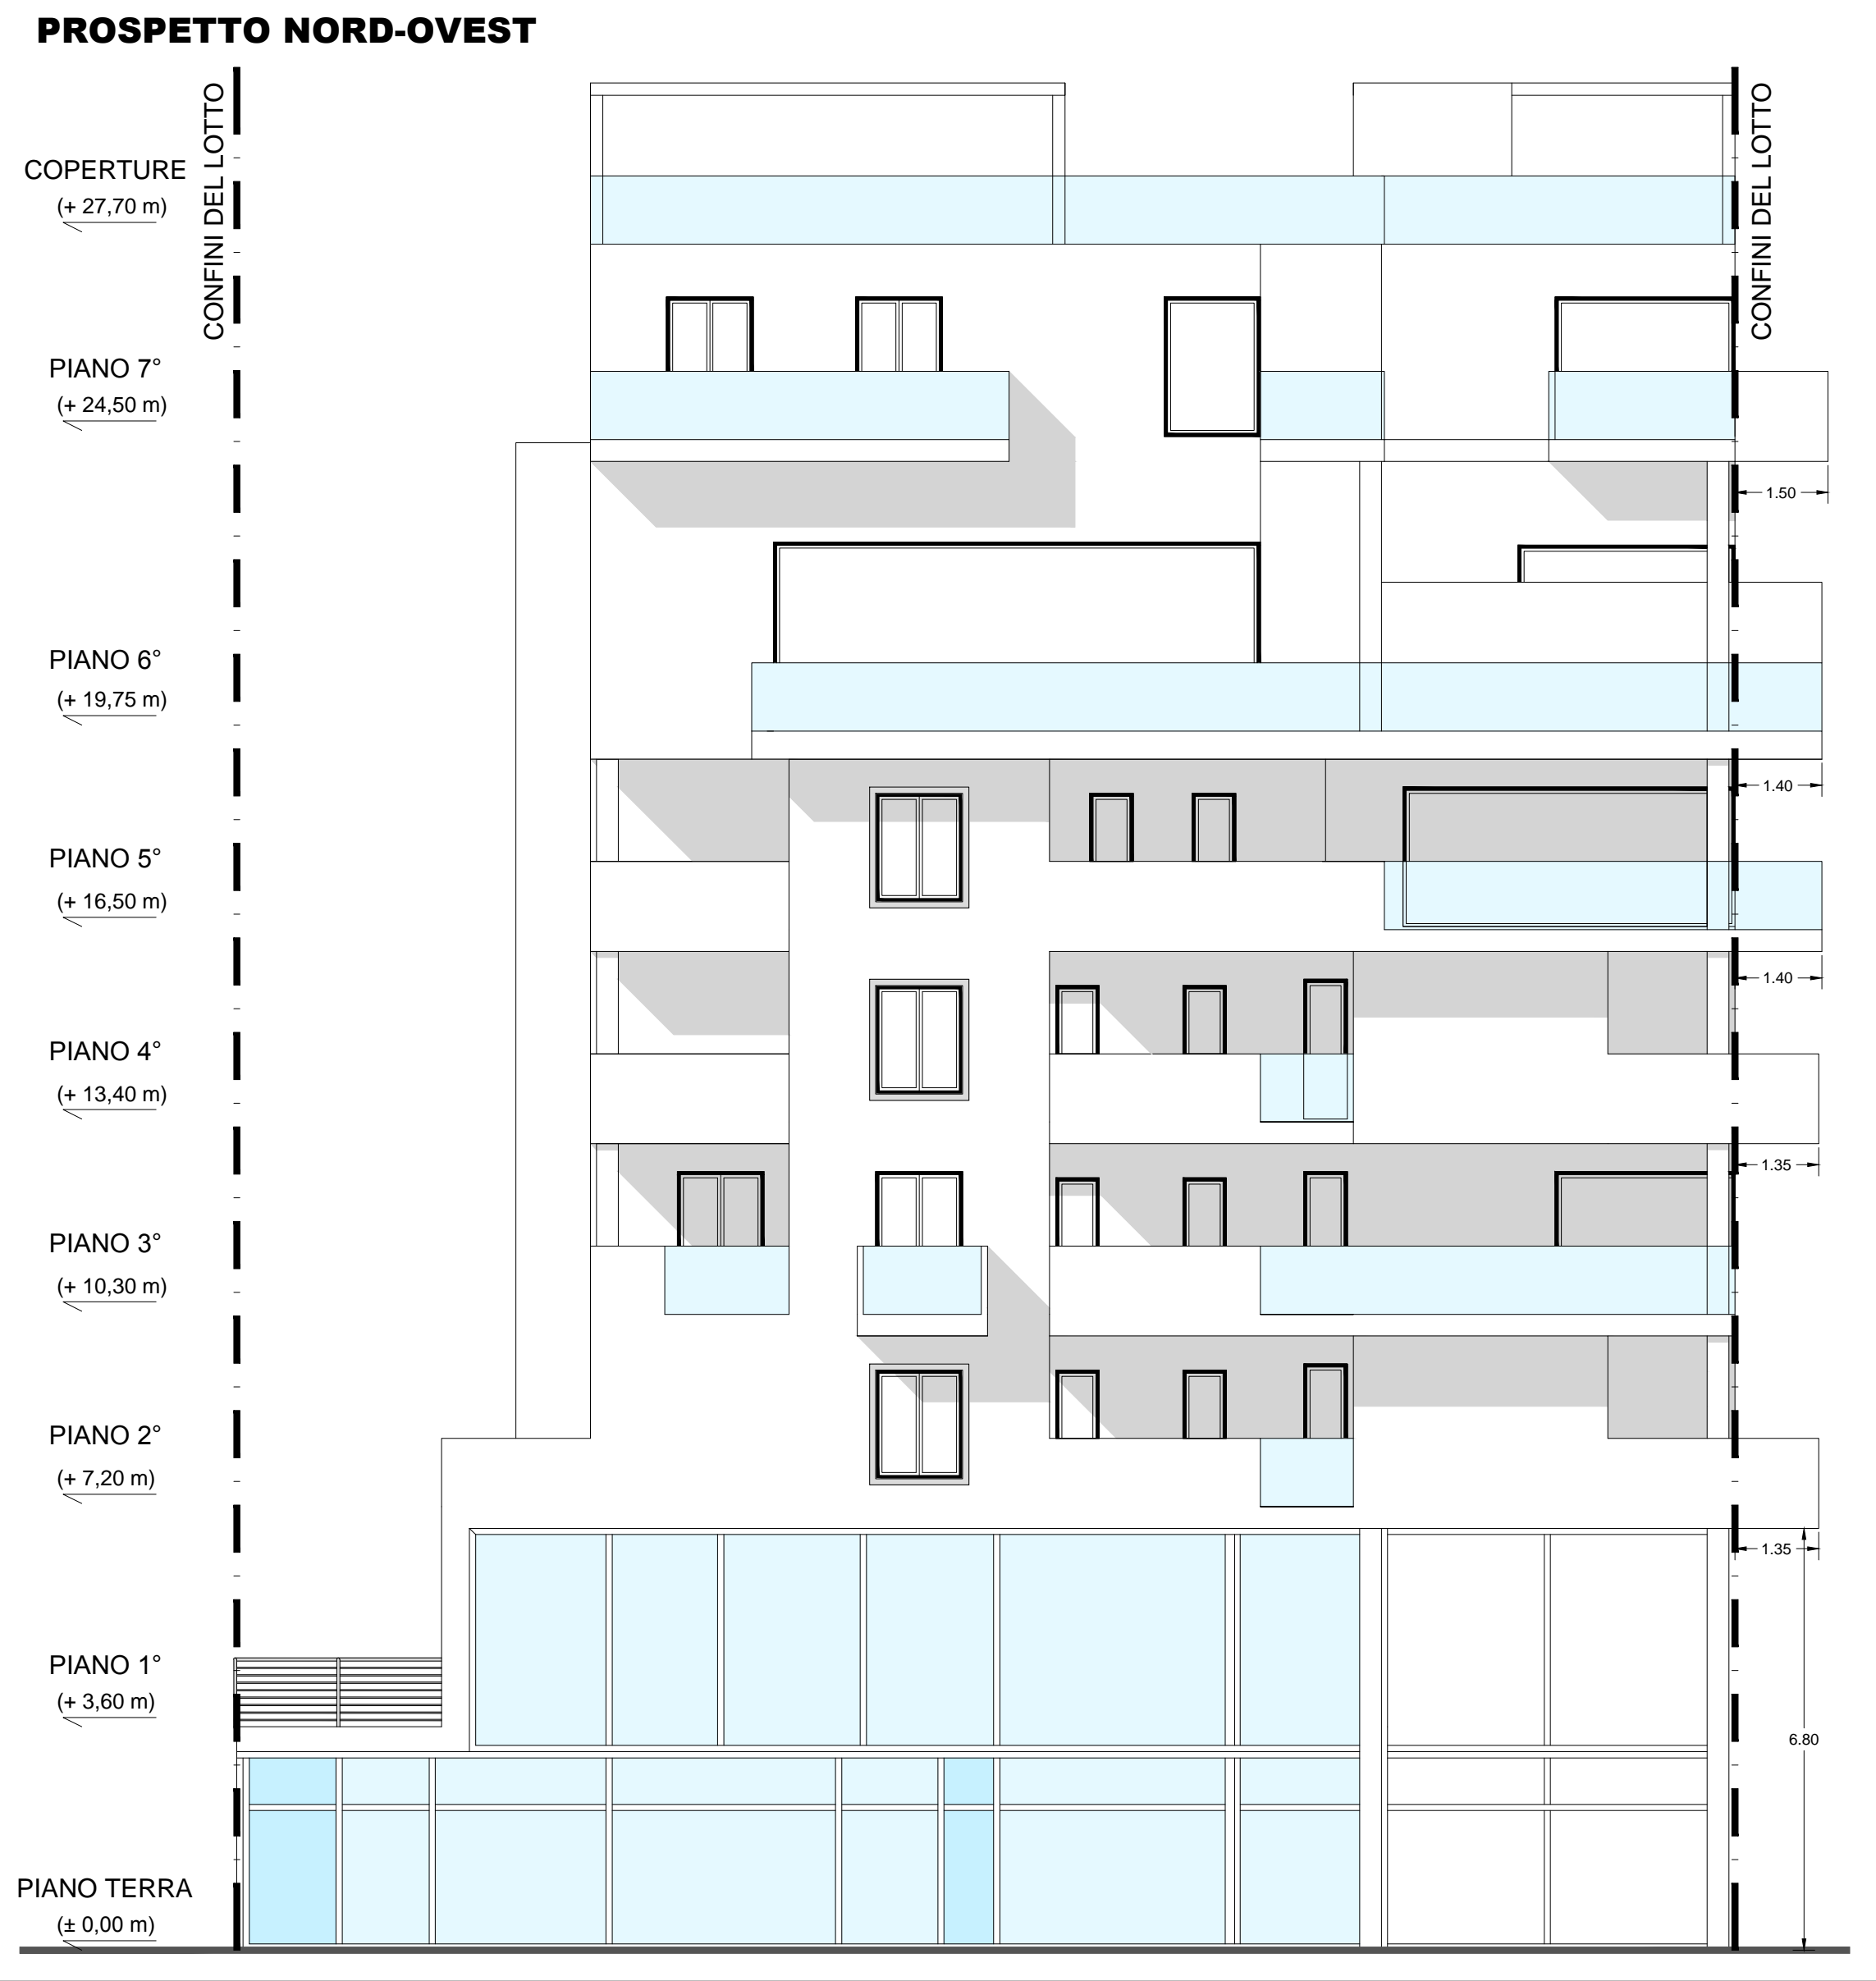 PROSPETTO NORD-OVEST
CONFINI DEL LOTTO
CONFINI DEL LOTTO
COPERTURE
(+ 27,70 m)
PIANO 7°
(+ 24,50 m)
1.50
PIANO 6°
(+ 19,75 m)
1.40
PIANO 5°
(+ 16,50 m)
1.40
PIANO 4°
(+ 13,40 m)
1.35
PIANO 3°
(+ 10,30 m)
PIANO 2°
(+ 7,20 m)
1.35
PIANO 1°
(+ 3,60 m)
6.80
PIANO TERRA
(± 0,00 m)